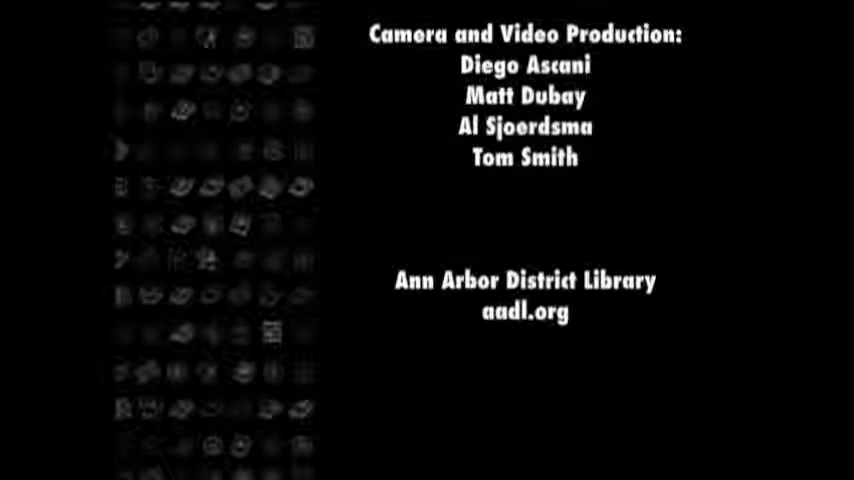 Camera and Video Production:
Diego Ascani
Matt Dubay
Al Sjoerdsma
Tom Smith
Ann Arbor District Library
aadl.org